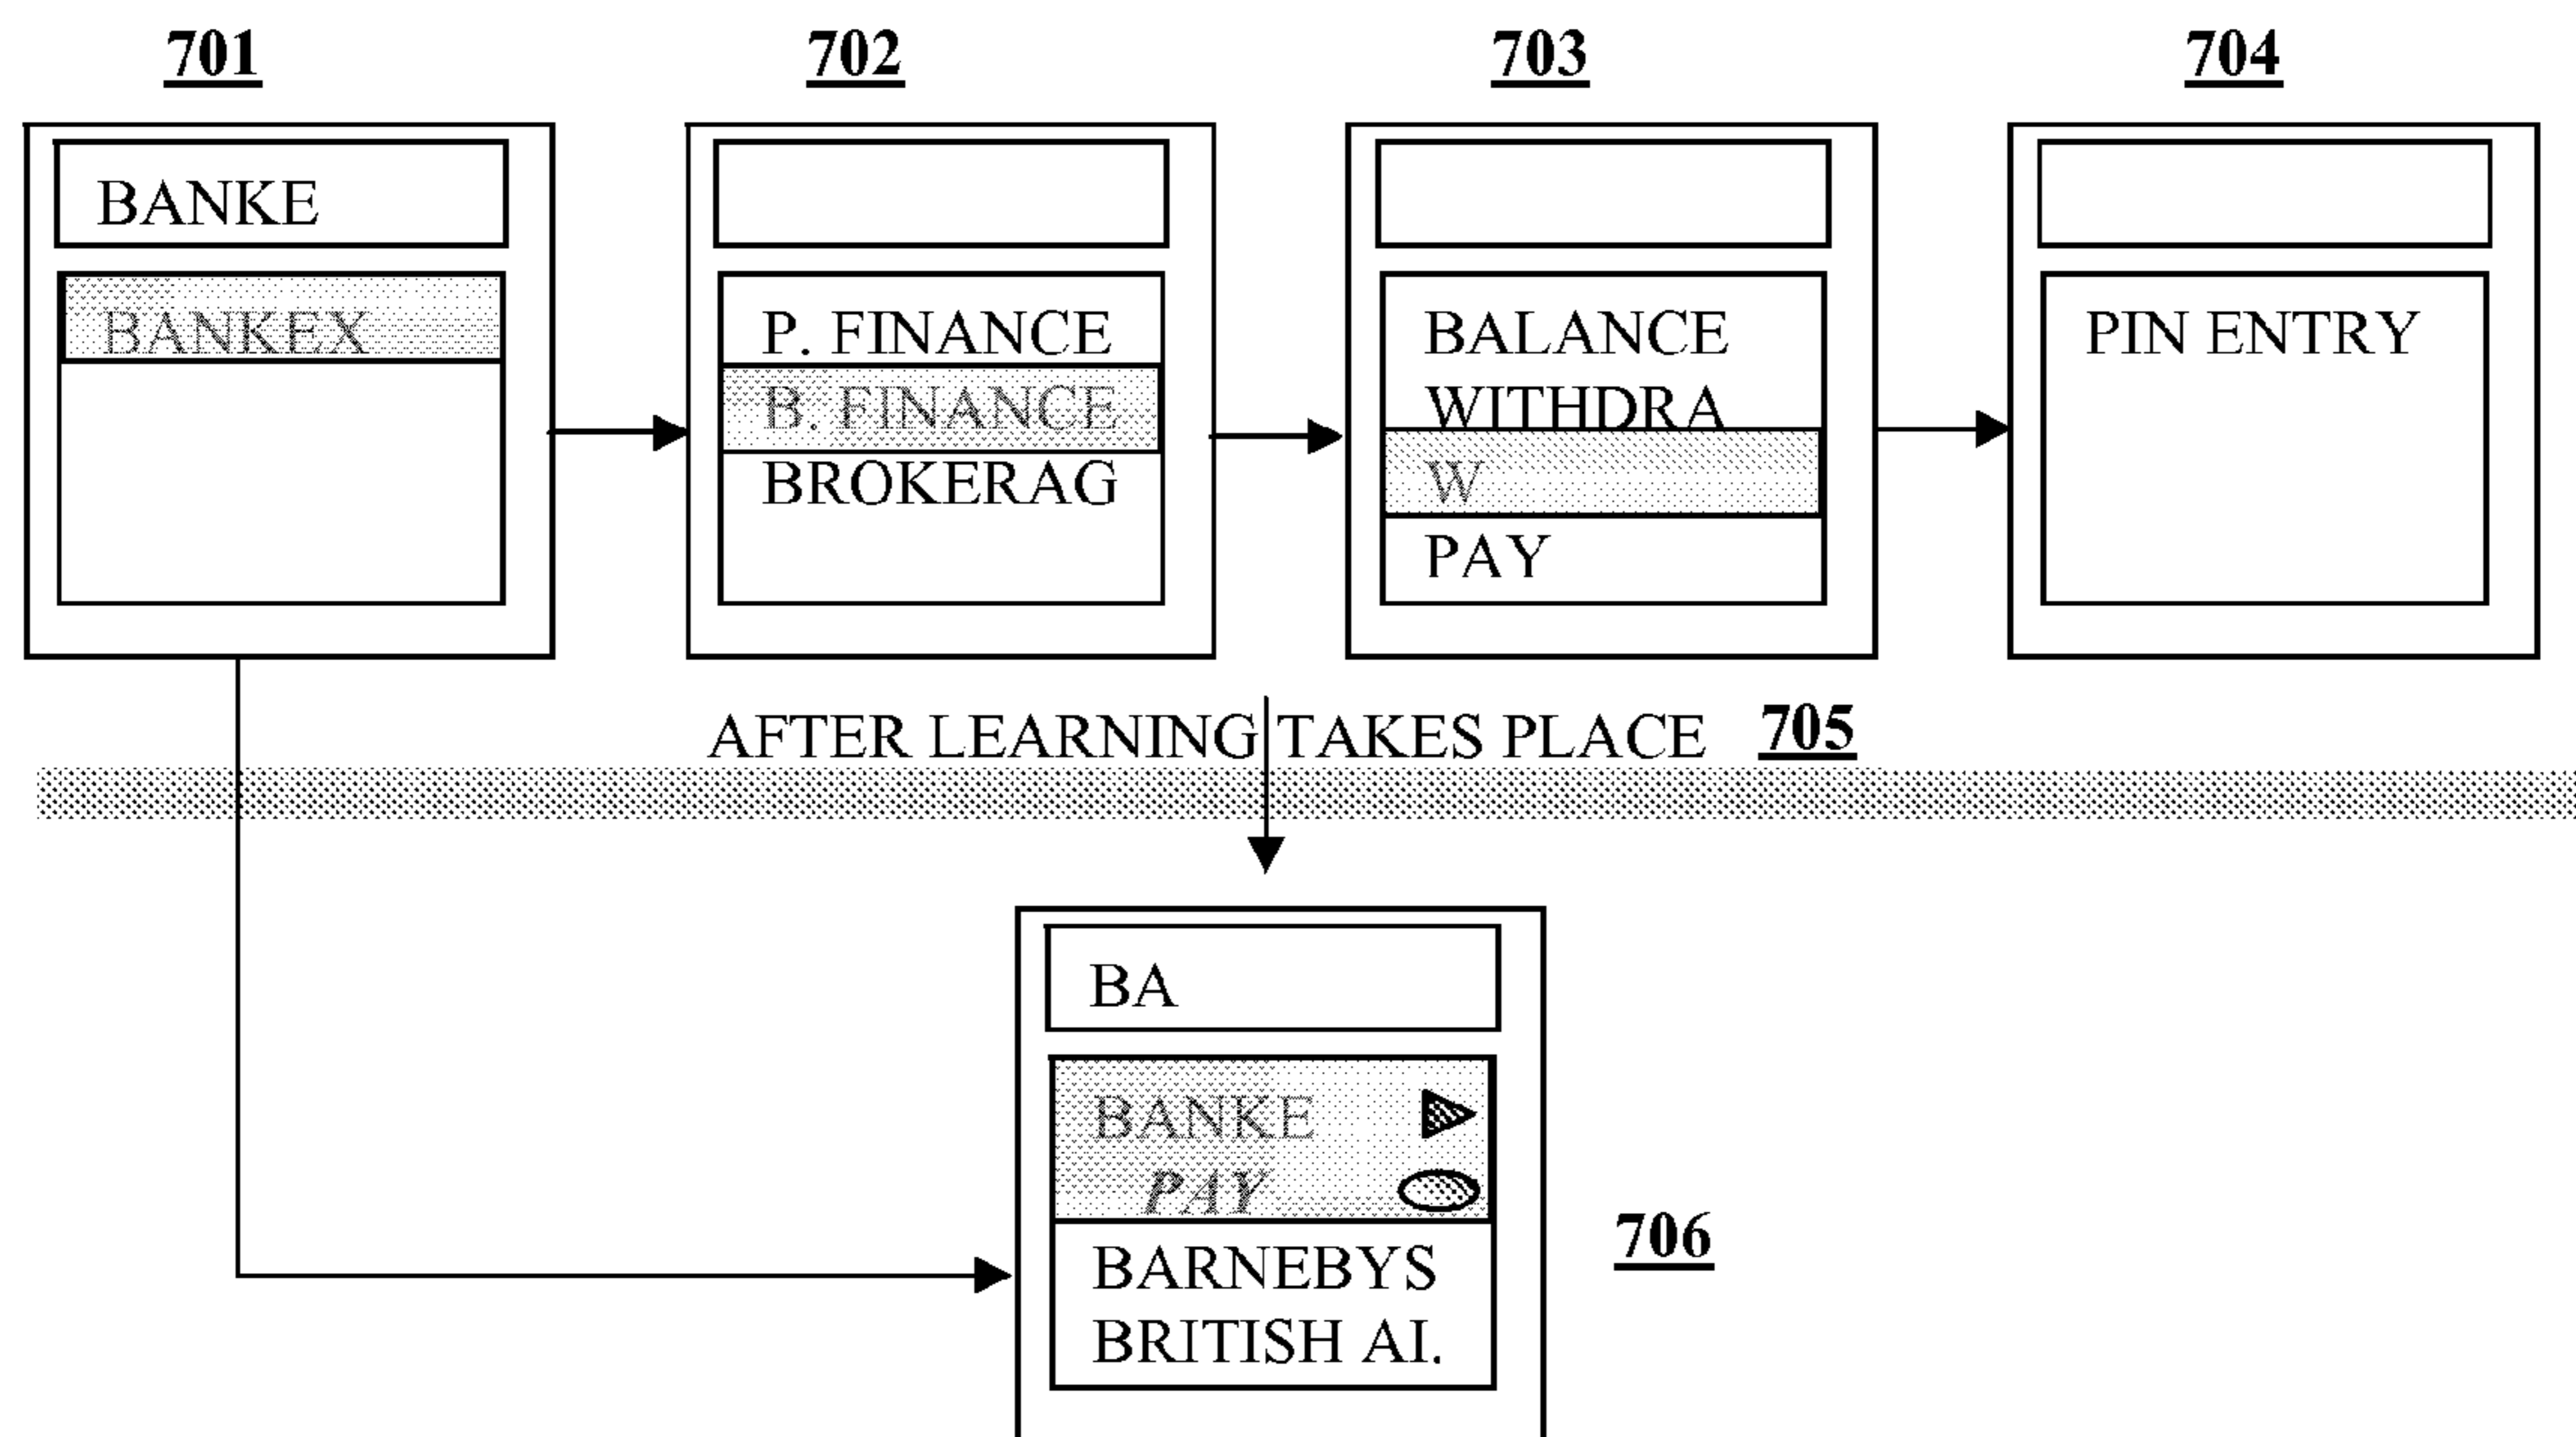 701
702
703
704
BANKE
BANKEX
P. FINANCE
B. FINANCE
BROKERAG
BALANCE
WITHDRA
W
PAY
PIN ENTRY
AFTER LEARNING TAKES PLACE 705
BA
BANKE
PAY
BARNEBYS
BRITISH AI.
706